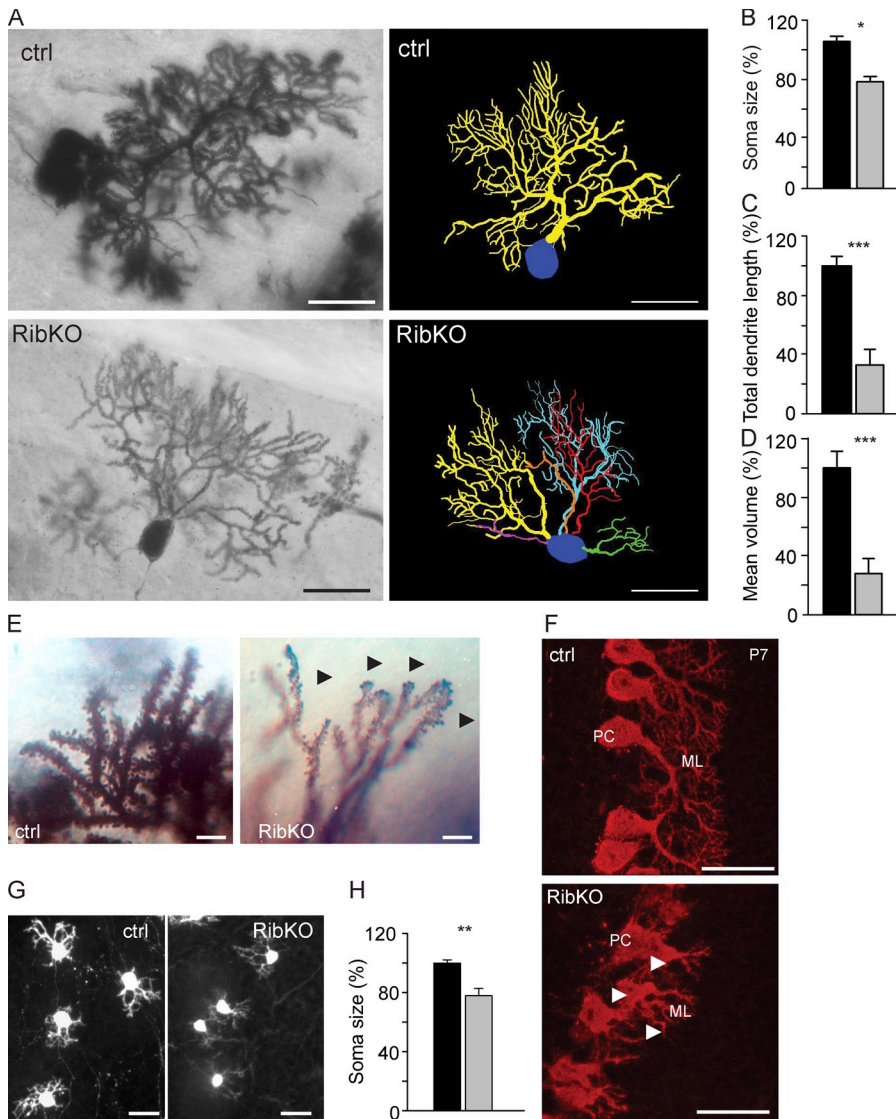 A
ctrl
ctrl
RibKO
RibKO
B
Soma size (%)
120
80
40
0
*
C
Total dendrite length (%)
120
80
40
0
***
D
Mean volume (%)
120
80
40
0
***
E
ctrl
RibKO
F
ctrl
P7
PC
ML
RibKO
PC
ML
G
ctrl
RibKO
H
Soma size (%)
120
80
40
0
**